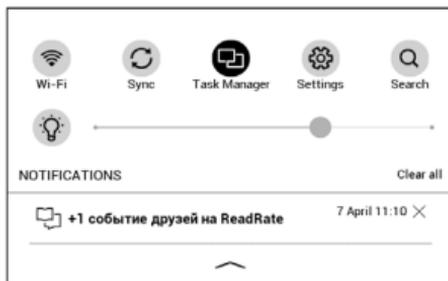 Wi-Fi Sync Task Manager Settings Search
NOTIFICATIONS Clear all
+1 событие друзей на ReadRate 7 April 11:10